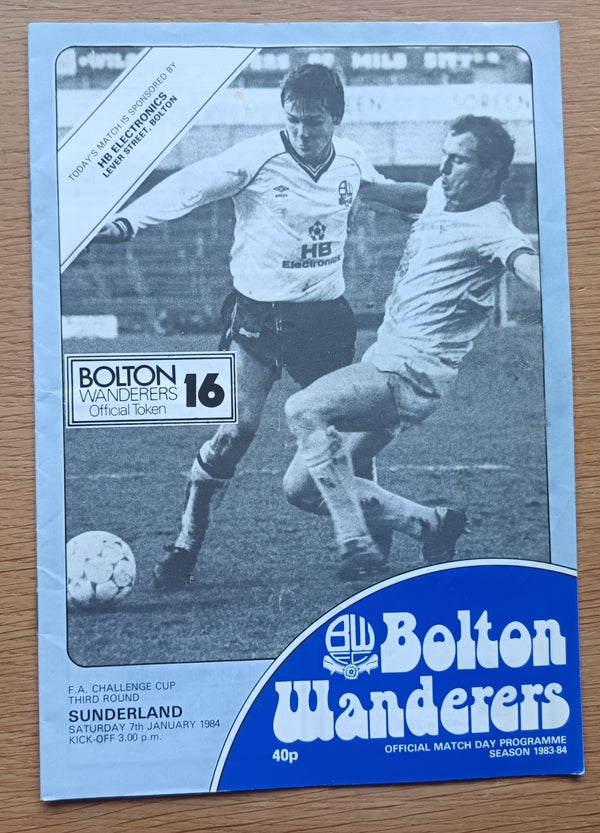 TODAY'S MATCH IS SPONSORED BY
HB ELECTRONICS
LEVER STREET, BOLTON
HB
Electronics
BOLTON
WANDERERS
Official Token
16
F.A. CHALLENGE CUP
THIRD ROUND
SUNDERLAND
SATURDAY 7th JANUARY 1984
KICK-OFF 3.00 p.m.
BW
Bolton
Wanderers
40p
OFFICIAL MATCH DAY PROGRAMME
SEASON 1983-84